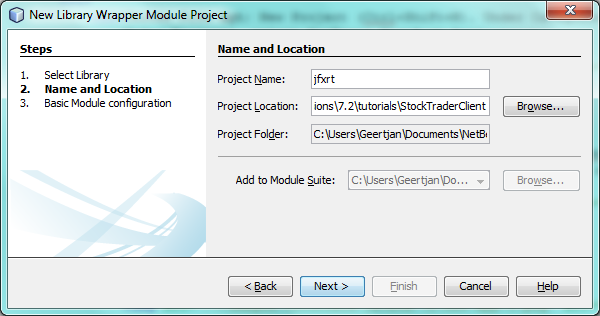 New Library Wrapper Module Project
Steps
1. Select Library
2. Name and Location
3. Basic Module configuration
Name and Location
Project Name: jfxrt
Project Location: ions\7.2\tutorials\StockTraderClient Browse...
Project Folder: C:\Users\Geertjan\Documents\NetBe
Add to Module Suite: C:\Users\Geertjan\Do... Browse...
< Back Next > Finish Cancel Help